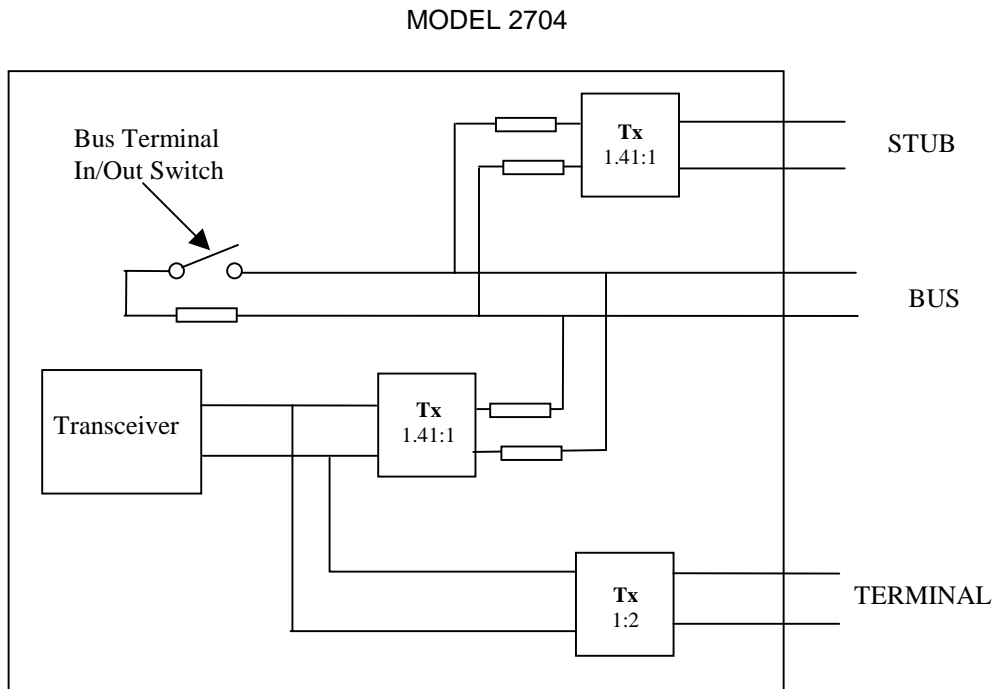 MODEL 2704
Tx
1.41:1
STUB
Bus Terminal
In/Out Switch
BUS
Transceiver
Tx
1.41:1
Tx
1:2
TERMINAL